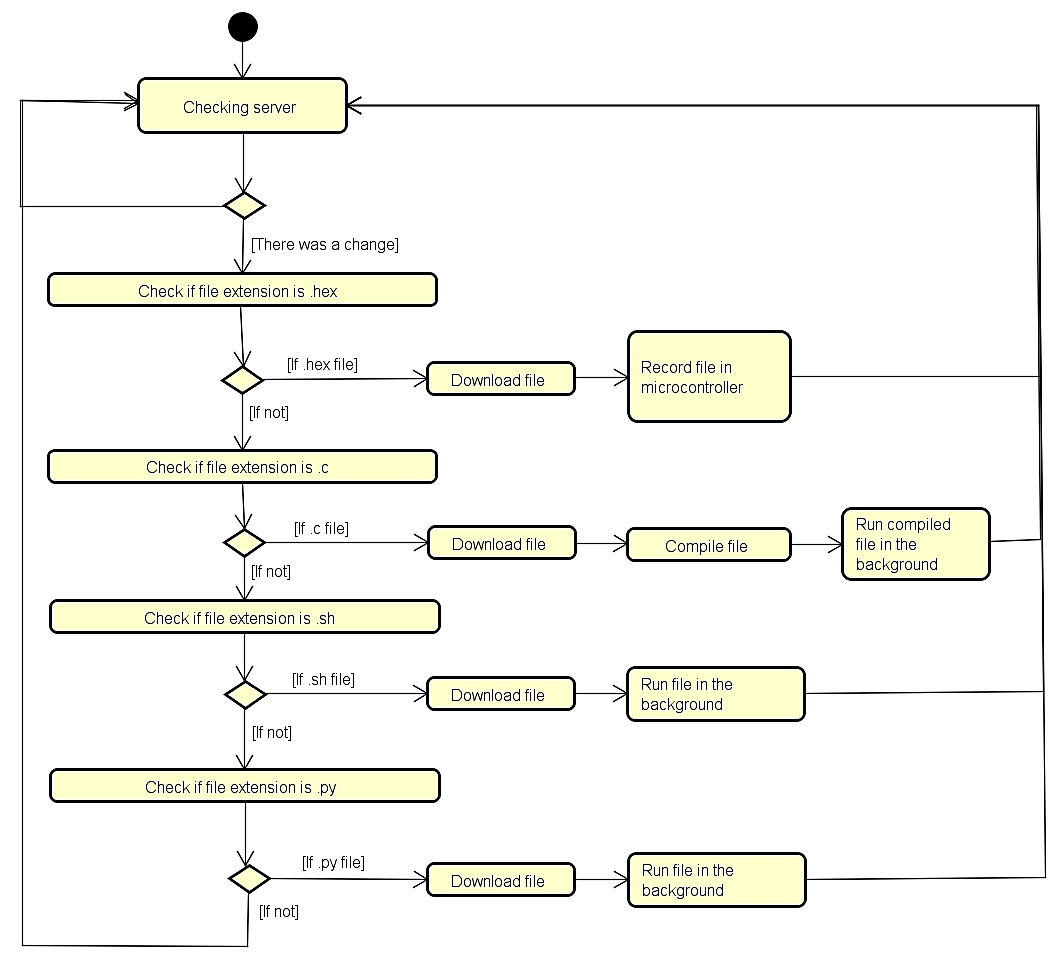 Checking server
[There was a change]
Check if file extension is .hex
[If .hex file]
Download file
Record file in
microcontroller
[If not]
Check if file extension is .c
[If .c file]
Download file
Compile file
Run compiled
file in the
background
[If not]
Check if file extension is .sh
[If .sh file]
Download file
Run file in the
background
[If not]
Check if file extension is .py
[If .py file]
Download file
Run file in the
background
[If not]